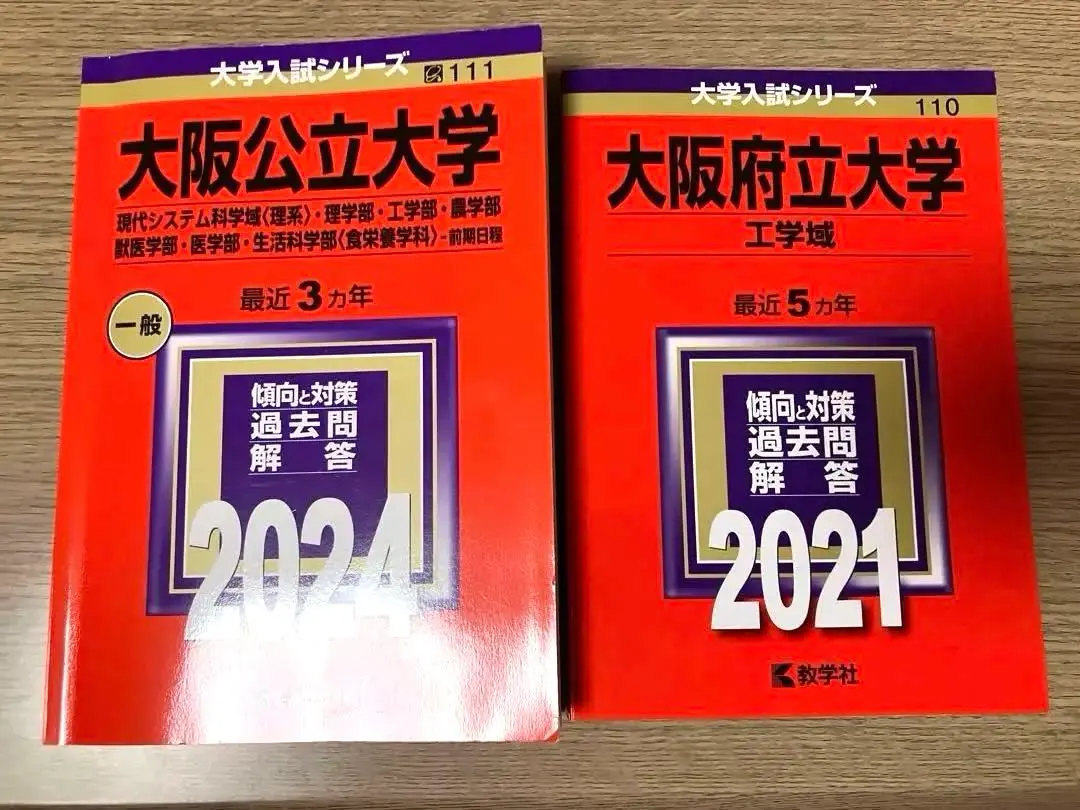 大学入試シリーズ 111
大阪公立大学
現代システム科学域〈理系〉・理学部・工学部・農学部
獣医学部・医学部・生活科学部〈食栄養学科〉-前期日程
最近3カ年
一般
傾向と対策
過去問
解答
2024
大学入試シリーズ
110
大阪府立大学
工学域
最近5カ年
傾向と対策
過去問
解答
2021
教学社